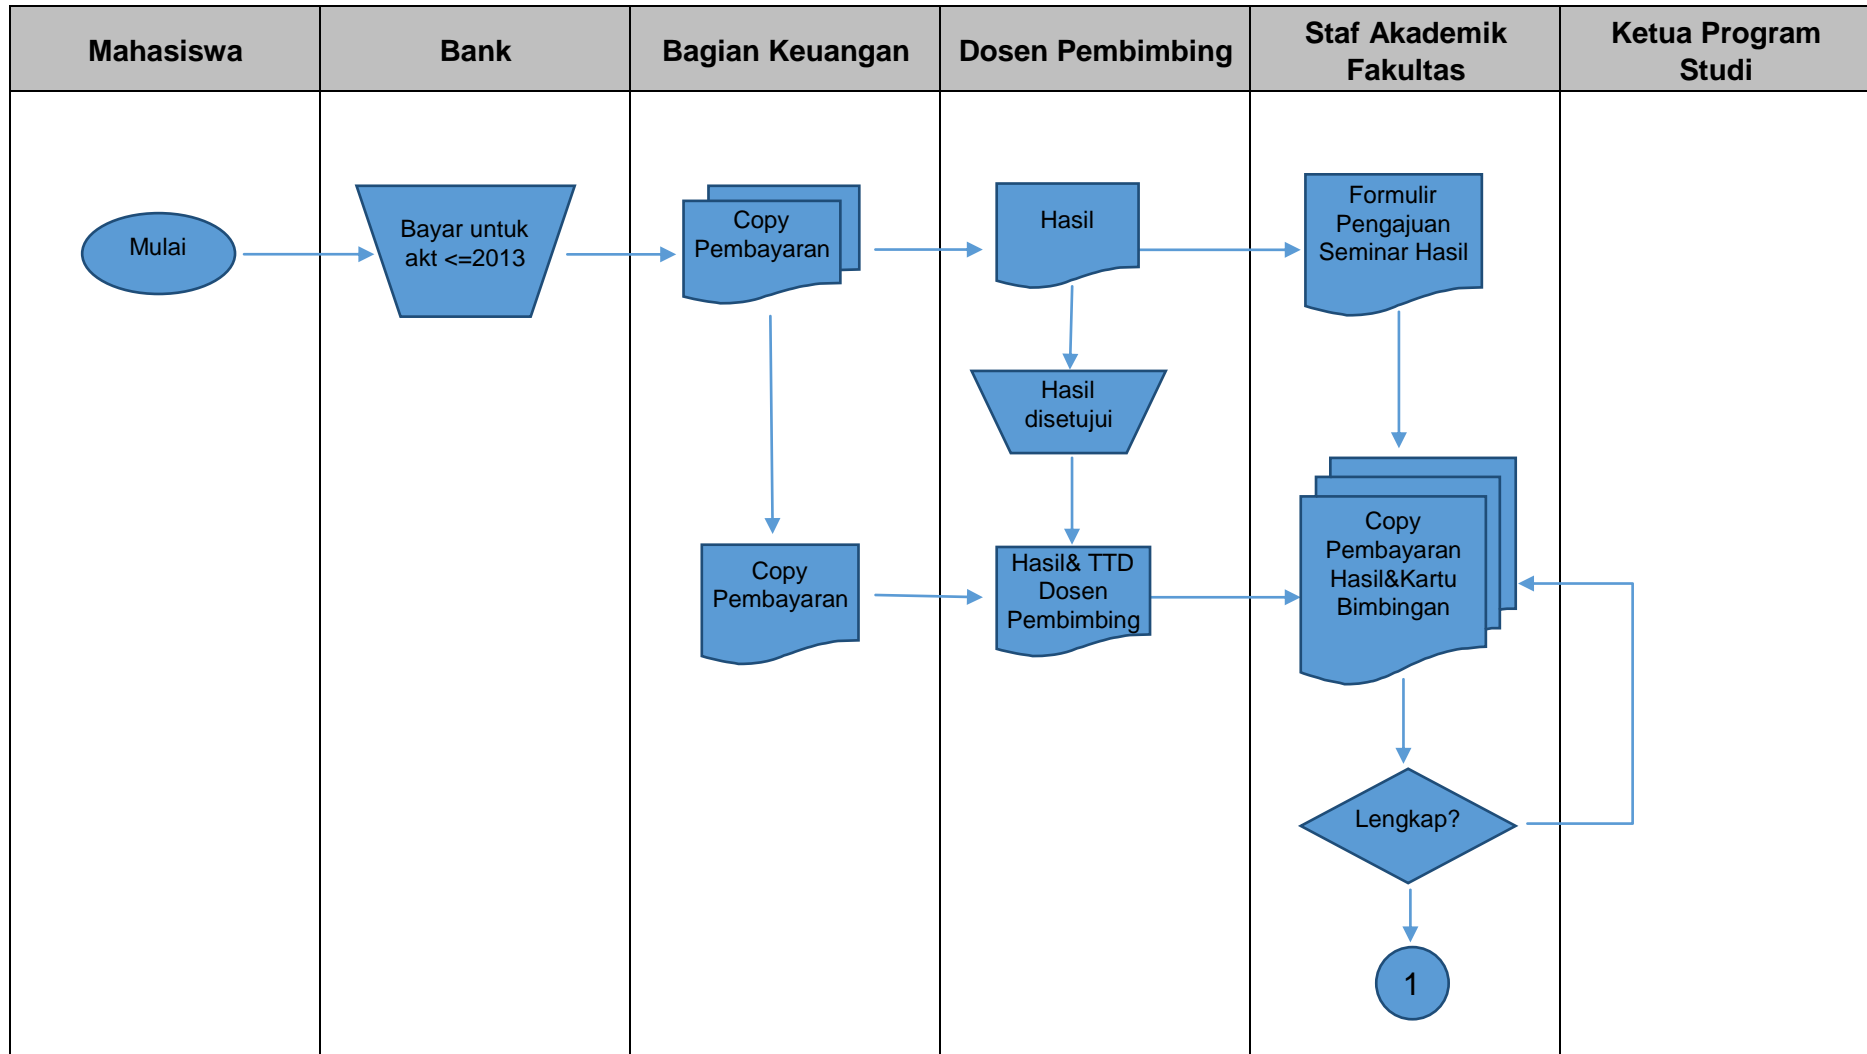 Mahasiswa
Bank
Bagian Keuangan
Dosen Pembimbing
Staf Akademik
Fakultas
Ketua Program
Studi
Mulai
Bayar untuk
akt <=2013
Copy
Pembayaran
Hasil
Formulir
Pengajuan
Seminar Hasil
Hasil
disetujui
Copy
Pembayaran
Hasil& TTD
Dosen
Pembimbing
Copy
Pembayaran
Hasil&Kartu
Bimbingan
Lengkap?
1